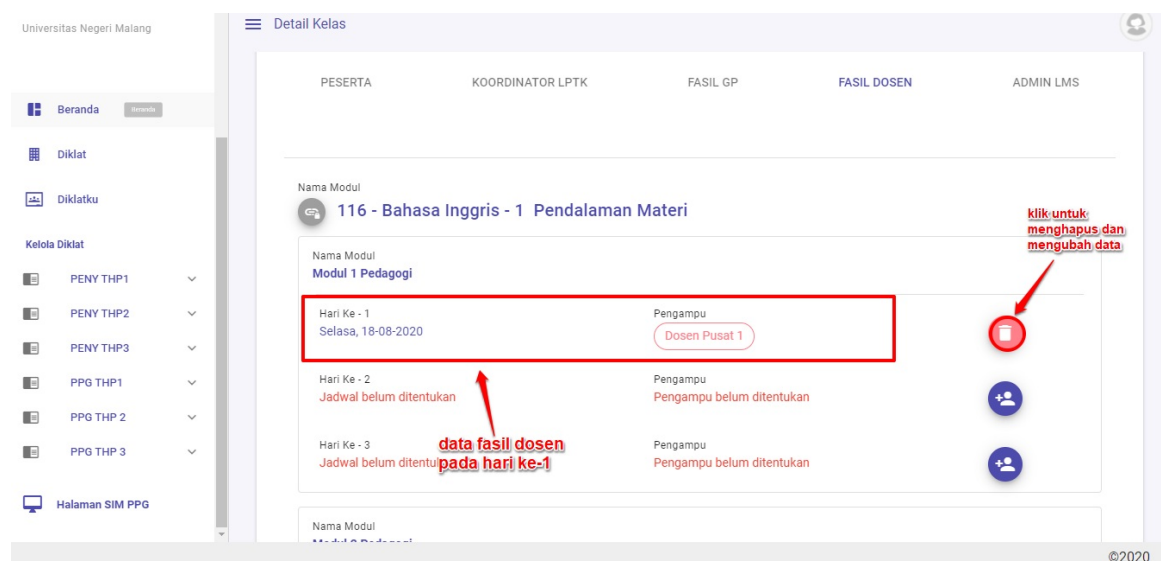 Universitas Negeri Malang
Detail Kelas
PESERTA KOORDINATOR LPTK FASIL GP FASIL DOSEN ADMIN LMS
Beranda Beranda
Diklat
Diklatku
Kelola Diklat
PENY THP1
PENY THP2
PENY THP3
PPG THP1
PPG THP 2
PPG THP 3
Halaman SIM PPG
Nama Modul
116 - Bahasa Inggris - 1 Pendalaman Materi
klik untuk
menghapus dan
mengubah data
Nama Modul
Modul 1 Pedagogi
Hari Ke - 1 Pengampu
Selasa, 18-08-2020 Dosen Pusat 1
Hari Ke - 2 Pengampu
Jadwal belum ditentukan Pengampu belum ditentukan
Hari Ke - 3 Pengampu
Jadwal belum Pengampu belum ditentukan
data fasil dosen
pada hari ke-1
Nama Modul
©2020